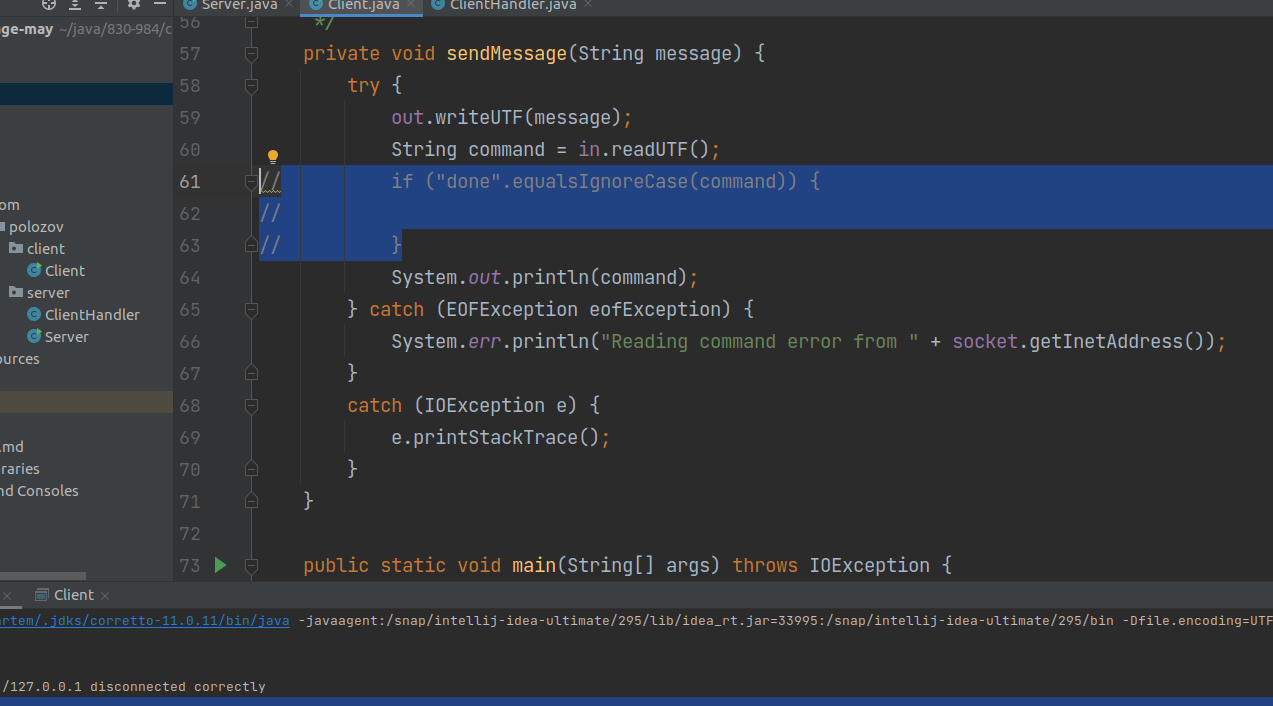 Server.java
Client.java
ClientHandler.java
ge-may ~/java/830-984/c
om
polozov
client
Client
server
ClientHandler
Server
ources
.md
raries
nd Consoles
56 */
57 private void sendMessage(String message) {
58 try {
59 out.writeUTF(message);
60 String command = in.readUTF();
61 // if ("done".equalsIgnoreCase(command)) {
62 //
63 // }
64 System.out.println(command);
65 } catch (EOFException eofException) {
66 System.err.println("Reading command error from " + socket.getInetAddress());
67 }
68 catch (IOException e) {
69 e.printStackTrace();
70 }
71 }
72
73 public static void main(String[] args) throws IOException {
Client
artem/.jdks/corretto-11.0.11/bin/java -javaagent:/snap/intellij-idea-ultimate/295/lib/idea_rt.jar=33995:/snap/intellij-idea-ultimate/295/bin -Dfile.encoding=UTF
/127.0.0.1 disconnected correctly